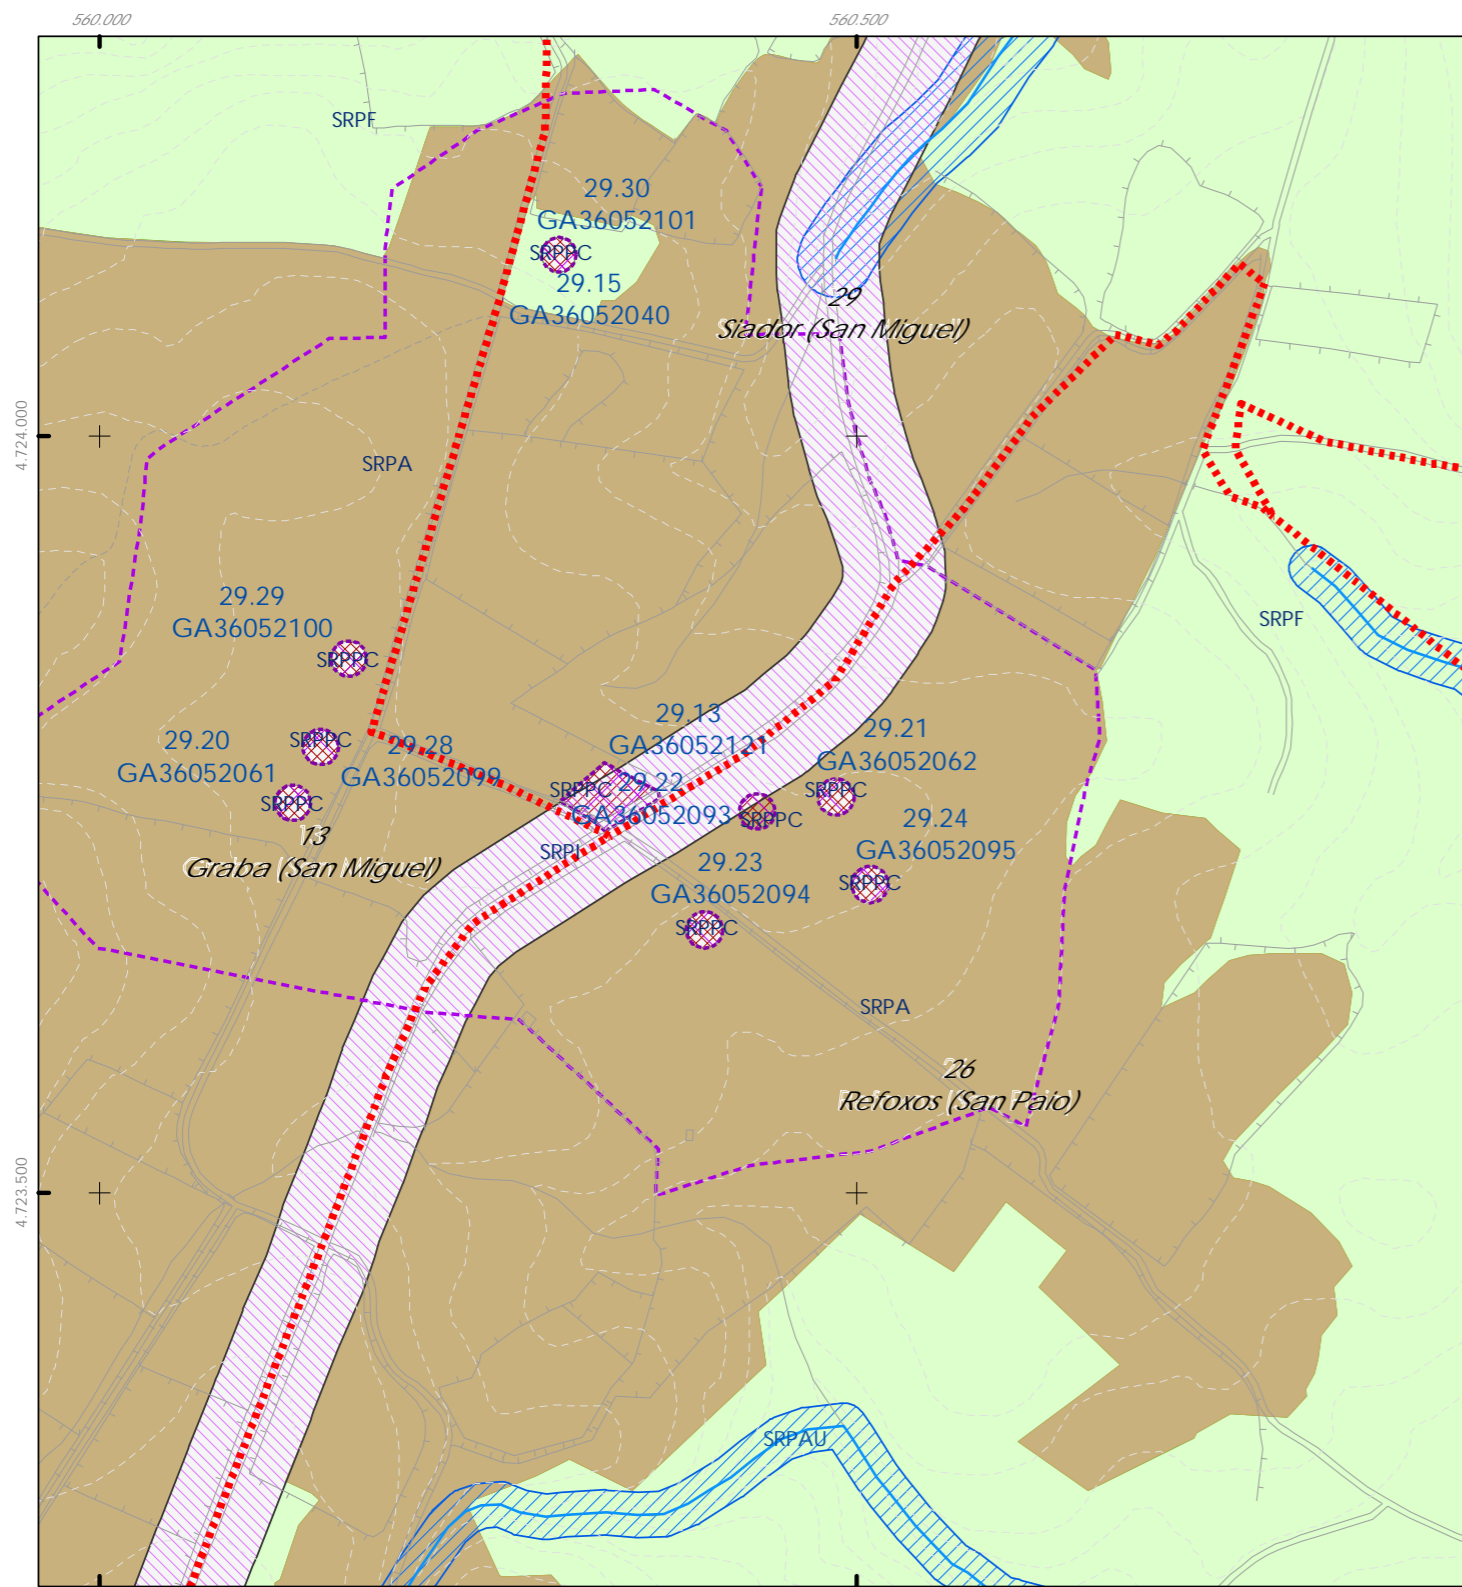 560.000
560.500
SRPF
29.30
GA36052101
SRPPC
29.15
GA36052040
29
Siador (San Miguel)
4.724.000
SRPA
29.29
GA36052100
SRPPC
SRPF
29.13
GA36052121
29.21
GA36052062
29.20
GA36052061
SRPPC
29.28
GA36052099
SRPPC
29.22
GA36052093
SRPPC
SRPPC
SRPPC
29.24
GA36052095
13
Graba (San Miguel)
SRPI
29.23
GA36052094
SRPPC
SRPPC
SRPA
26
Refoxos (San Paio)
4.723.500
SRPAU